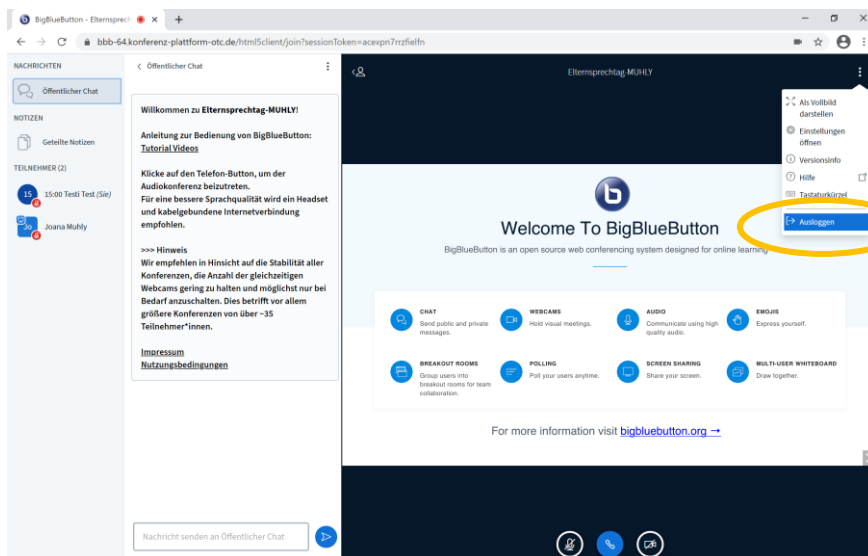 BigBlueButton - Elternsprech
bbb-64.konferenz-plattform-otc.de/html5client/join?sessionToken=acexpn7rrzfielfn
NACHRICHTEN
Öffentlicher Chat
NOTIZEN
Geteilte Notizen
TEILNEHMER (2)
15 15:00 Testi Test (Sie)
Jo Joana Muhly
Öffentlicher Chat
Willkommen zu Elternsprechtag-MUHLY!
Anleitung zur Bedienung von BigBlueButton:
Tutorial Videos
Klicke auf den Telefon-Button, um der
Audiokonferenz beizutreten.
Für eine bessere Sprachqualität wird ein Headset
und kabelgebundene Internetverbindung
empfohlen.
>>> Hinweis
Wir empfehlen in Hinsicht auf die Stabilität aller
Konferenzen, die Anzahl der gleichzeitigen
Webcams gering zu halten und möglichst nur bei
Bedarf anzuschalten. Dies betrifft vor allem
größere Konferenzen von über ~35
Teilnehmer*innen.
Impressum
Nutzungsbedingungen
Nachricht senden an Öffentlicher Chat
Elternsprechtag-MUHLY
Als Vollbild
darstellen
Einstellungen
öffnen
Versionsinfo
Hilfe
Tastaturkürzel
Ausloggen
b
Welcome To BigBlueButton
BigBlueButton is an open source web conferencing system designed for online learning
CHAT
Send public and private
messages.
WEBCAMS
Hold visual meetings.
AUDIO
Communicate using high
quality audio.
EMOJIS
Express yourself.
BREAKOUT ROOMS
Group users into
breakout rooms for team
collaboration.
POLLING
Poll your users anytime.
SCREEN SHARING
Share your screen.
MULTI-USER WHITEBOARD
Draw together.
For more information visit bigbluebutton.org →